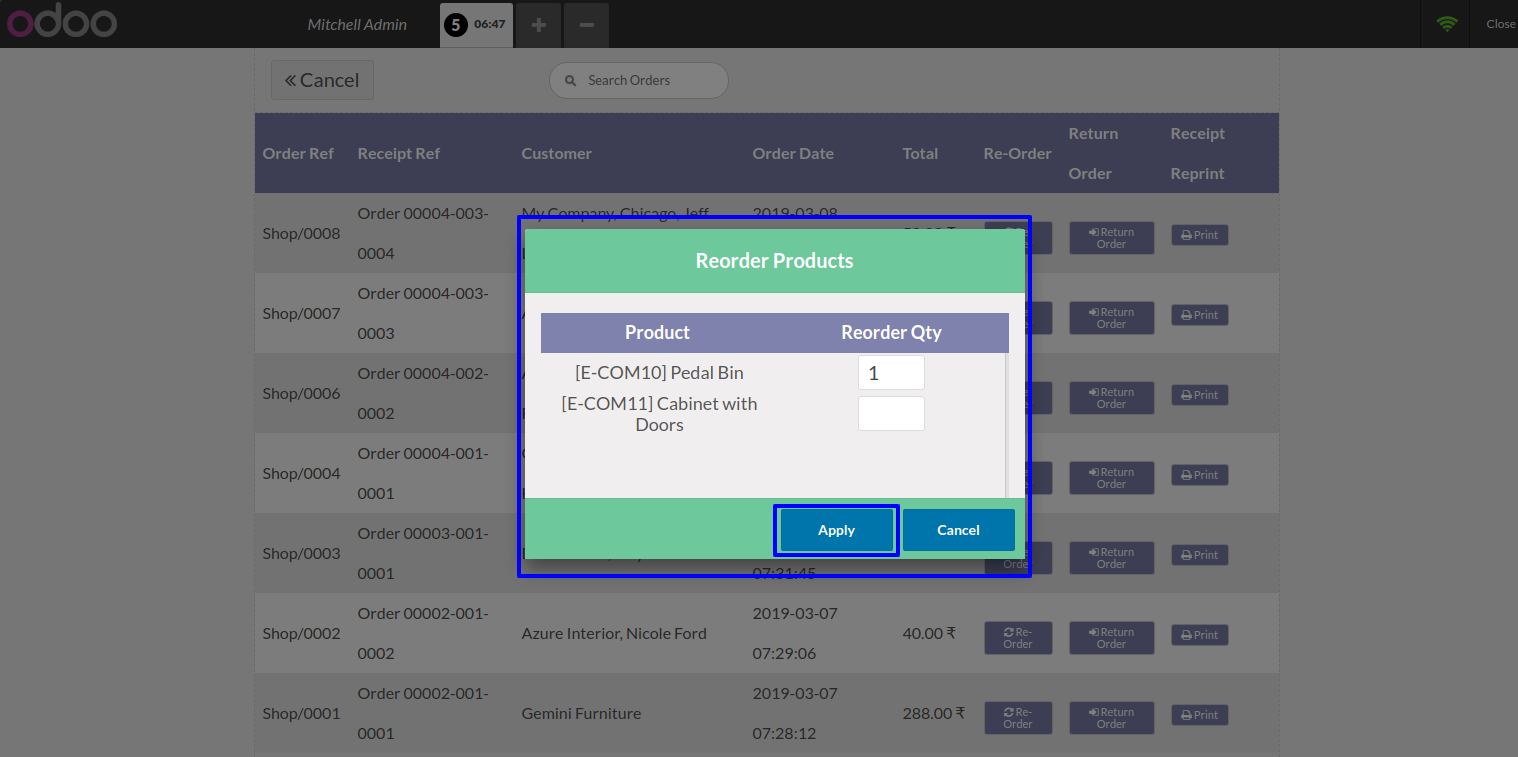 odoo
Mitchell Admin
5 06:47 + −
Close
Cancel
Search Orders
Order Ref Receipt Ref Customer Order Date Total Re-Order Return Order Receipt Reprint
Shop/0008 Order 00004-003-0004 My Company, Chicago, Jeff 2019-03-08 Return Order Print
Shop/0007 Order 00004-003-0003 Return Order Print
Shop/0006 Order 00004-002-0002 Return Order Print
Shop/0004 Order 00004-001-0001 Return Order Print
Shop/0003 Order 00003-001-0001 07:31:45 Order Return Order Print
Shop/0002 Order 00002-001-0002 Azure Interior, Nicole Ford 2019-03-07 07:29:06 40.00 ₹ Re-Order Return Order Print
Shop/0001 Order 00002-001-0001 Gemini Furniture 2019-03-07 07:28:12 288.00 ₹ Re-Order Return Order Print
Reorder Products
Product Reorder Qty
[E-COM10] Pedal Bin 1
[E-COM11] Cabinet with
Doors
Apply Cancel